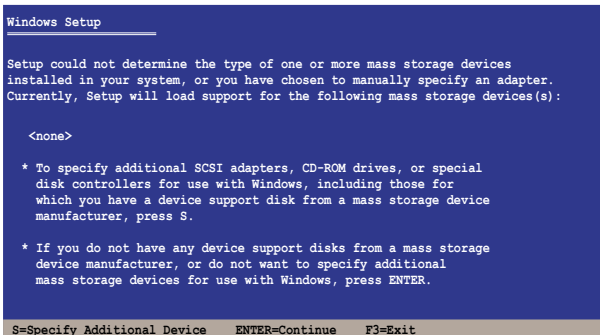 Windows Setup
Setup could not determine the type of one or more mass storage devices
installed in your system, or you have chosen to manually specify an adapter.
Currently, Setup will load support for the following mass storage devices(s):
<none>
* To specify additional SCSI adapters, CD-ROM drives, or special
disk controllers for use with Windows, including those for
which you have a device support disk from a mass storage device
manufacturer, press S.
* If you do not have any device support disks from a mass storage
device manufacturer, or do not want to specify additional
mass storage devices for use with Windows, press ENTER.
S=Specify Additional Device ENTER=Continue F3=Exit